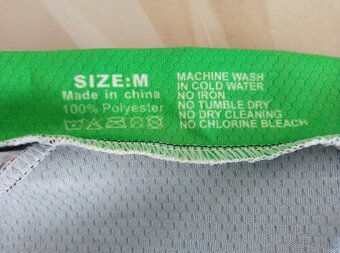 SIZE:M
Made in china
100% Polyester
MACHINE WASH
IN COLD WATER
NO IRON
NO TUMBLE DRY
NO DRY CLEANING
NO CHLORINE BLEACH